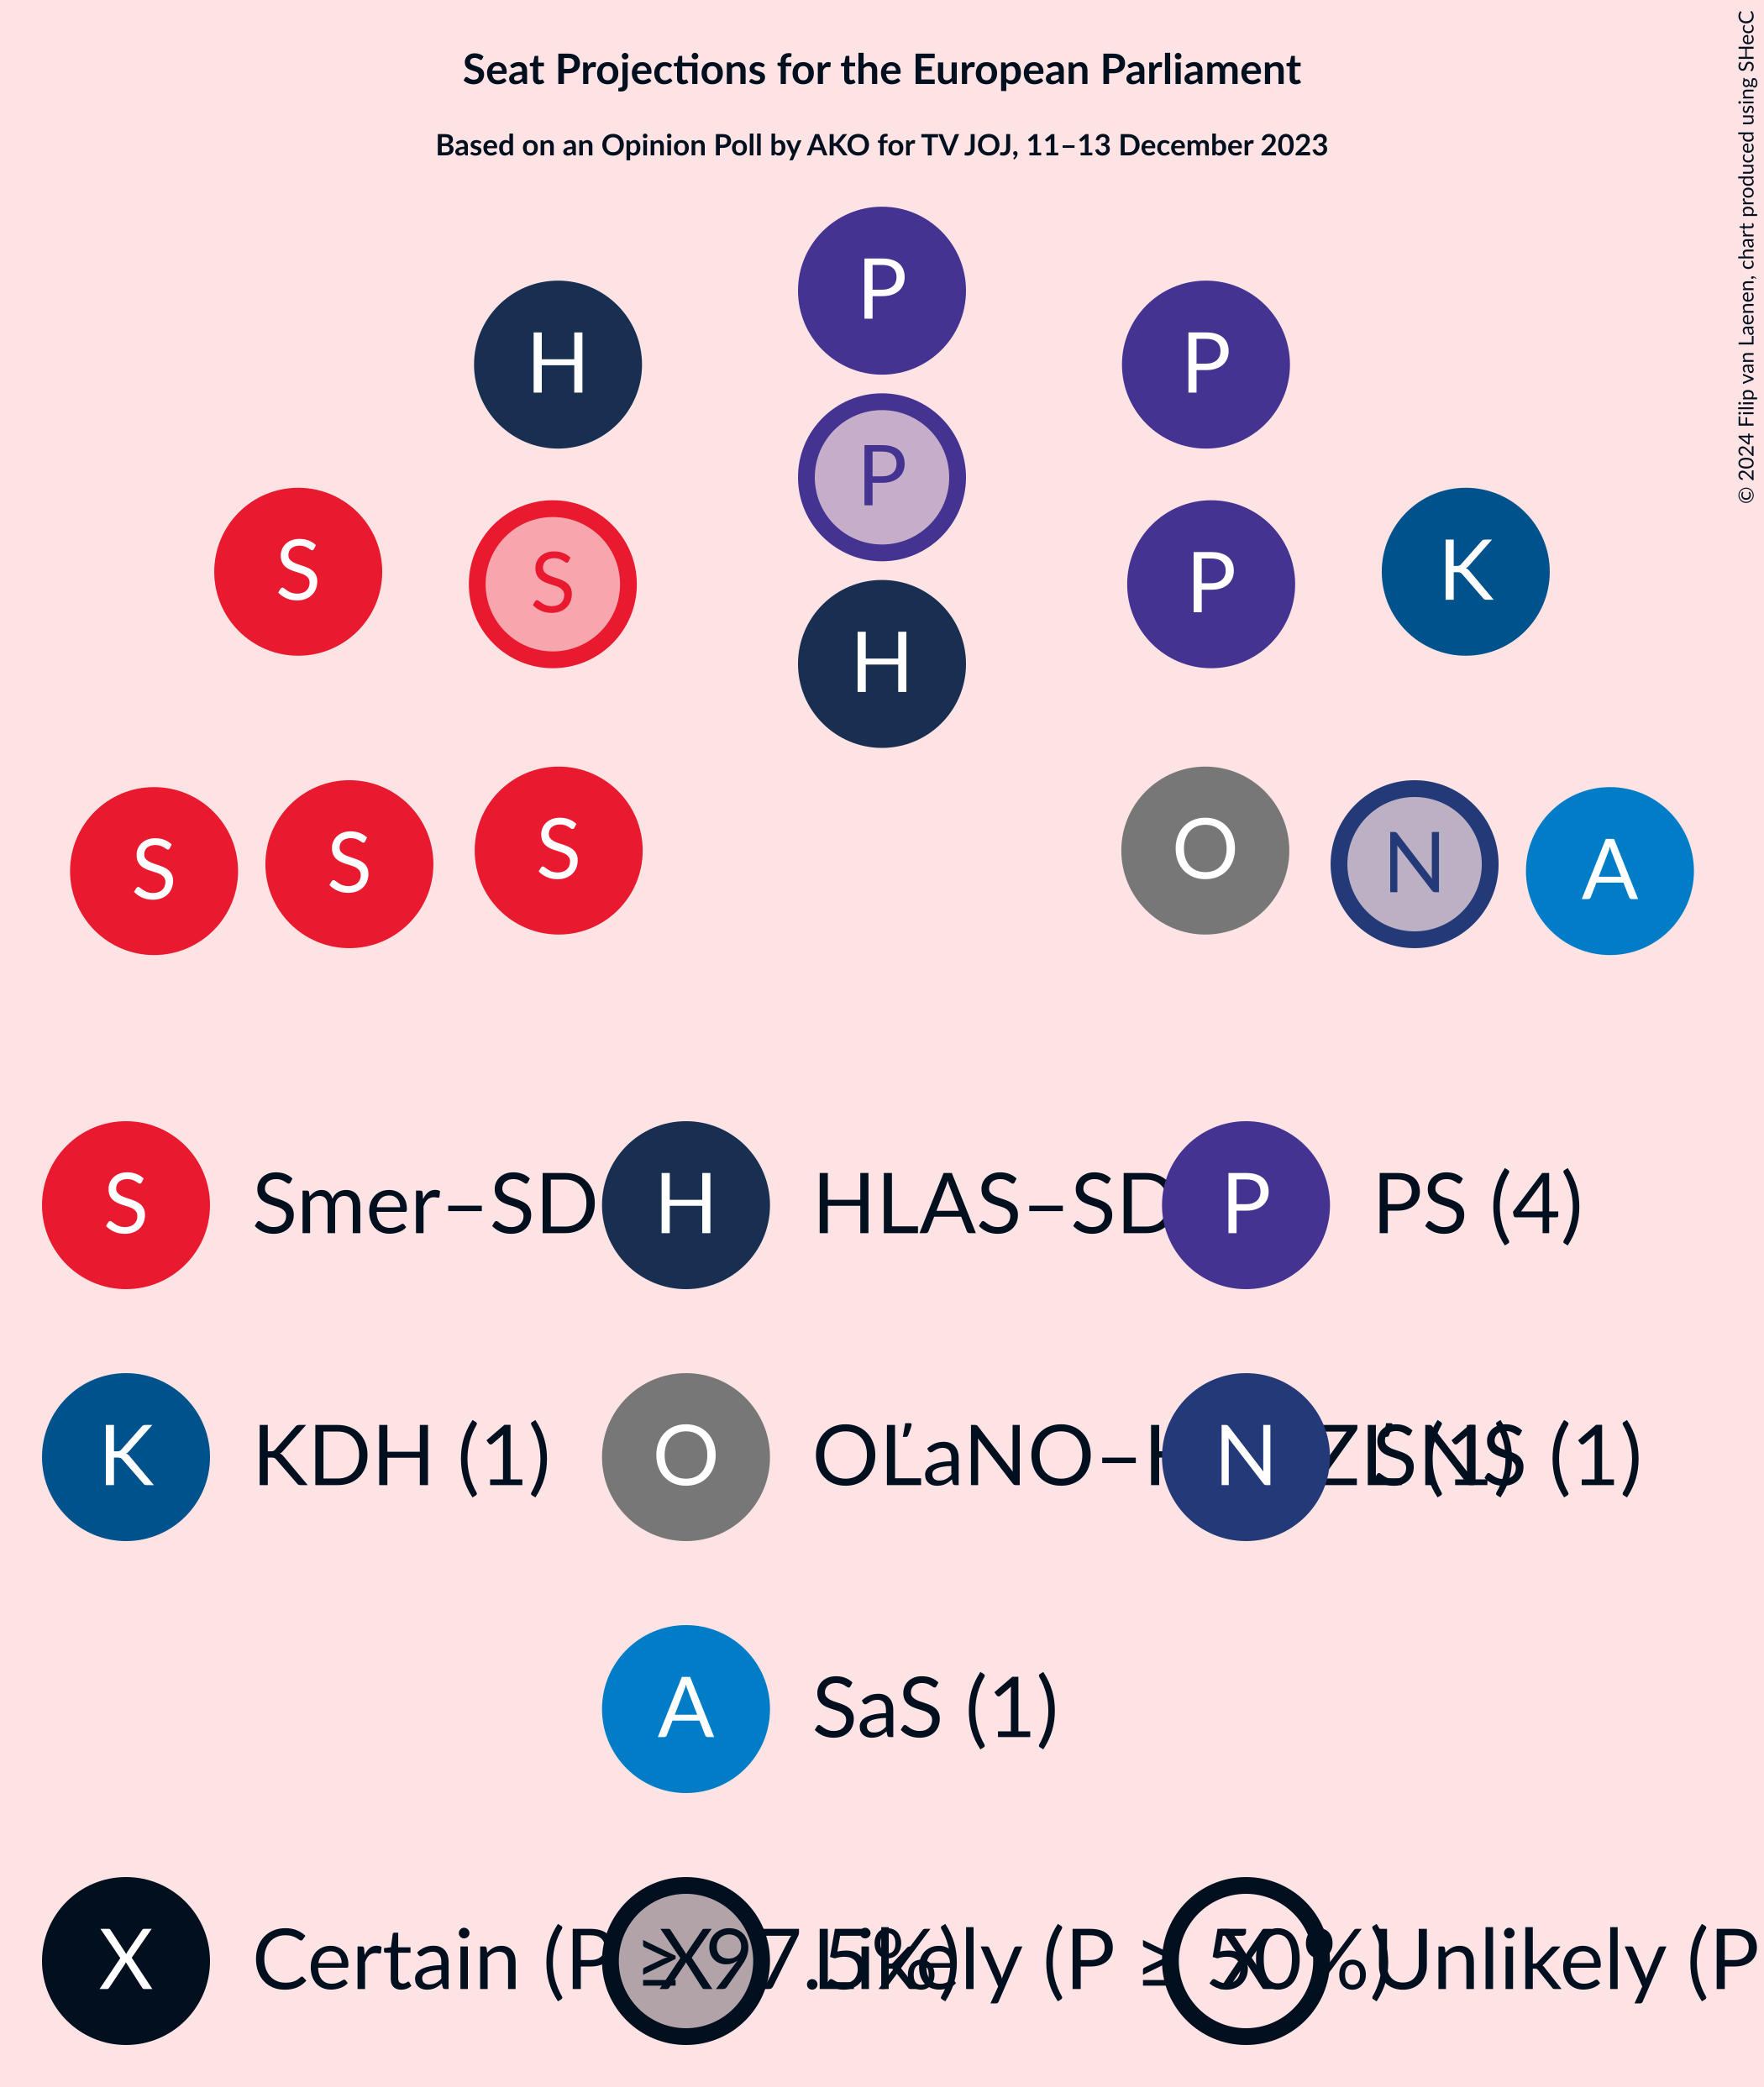 Seat Projections for the European Parliament
Based on an Opinion Poll by AKO for TV JOJ, 11–13 December 2023
© 2024 Filip van Laenen, chart produced using SHecC
P
H P
P
S S P K
H
S S S O N A
S Smer–SD H HLAS–SD P PS (4)
K KDH (1) O OĽaNO– N SNS (1)
A SaS (1)
X Certain (P ≥ 97.5%) X Likely (P ≥ 50%) X Unlikely (P